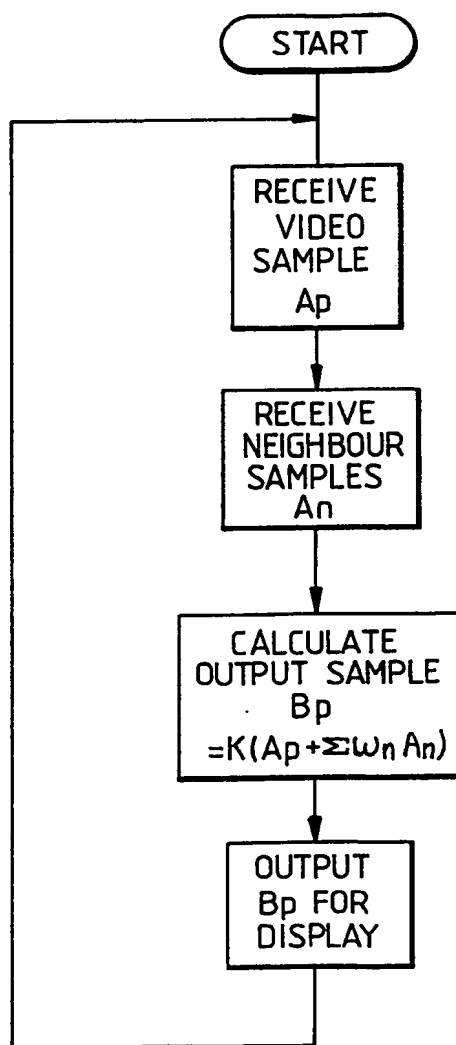 START
RECEIVE
VIDEO
SAMPLE
Ap
RECEIVE
NEIGHBOUR
SAMPLES
An
CALCULATE
OUTPUT SAMPLE
Bp
=K(Ap+Σωn An)
OUTPUT
Bp FOR
DISPLAY